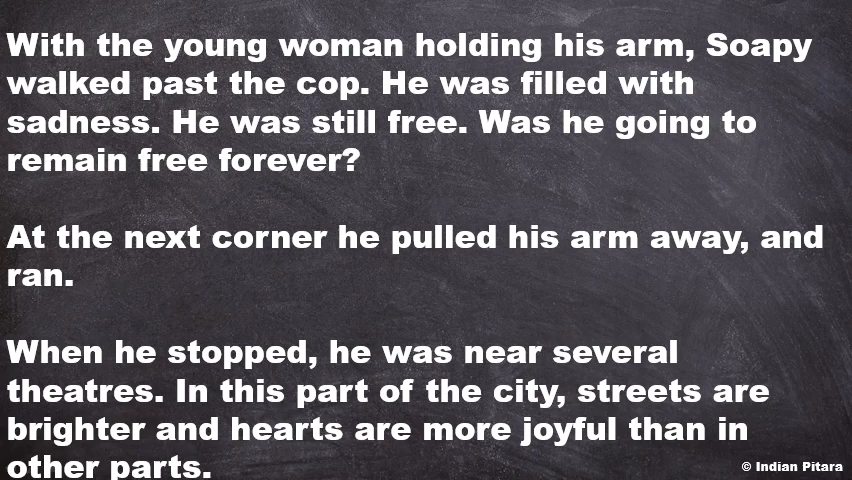 With the young woman holding his arm, Soapy
walked past the cop. He was filled with
sadness. He was still free. Was he going to
remain free forever?
At the next corner he pulled his arm away, and
ran.
When he stopped, he was near several
theatres. In this part of the city, streets are
brighter and hearts are more joyful than in
other parts.
© Indian Pitara